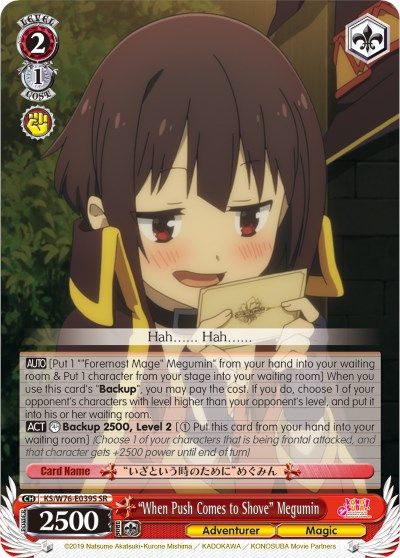 LEVEL
2
1
COST
Hah…… Hah……
AUTO [Put 1 ""Foremost Mage" Megumin" from your hand into your waiting
room & Put 1 character from your stage into your waiting room] When you
use this card's "Backup", you may pay the cost. If you do, choose 1 of your
opponent's characters with level higher than your opponent's level, and put
it into his or her waiting room.
ACT Backup 2500, Level 2 [① Put this card from your hand into your
waiting room] (Choose 1 of your characters that is being frontal attacked, and
that character gets +2500 power until end of turn)
Card Name "いざという時のために"めぐみん
CH KS/W76-E039S SR
"When Push Comes to Shove" Megumin
POWER
2500
Adventurer
Magic
©2019 Natsume Akatsuki･Kurone Mishima / KADOKAWA / KONOSUBA Movie Partners